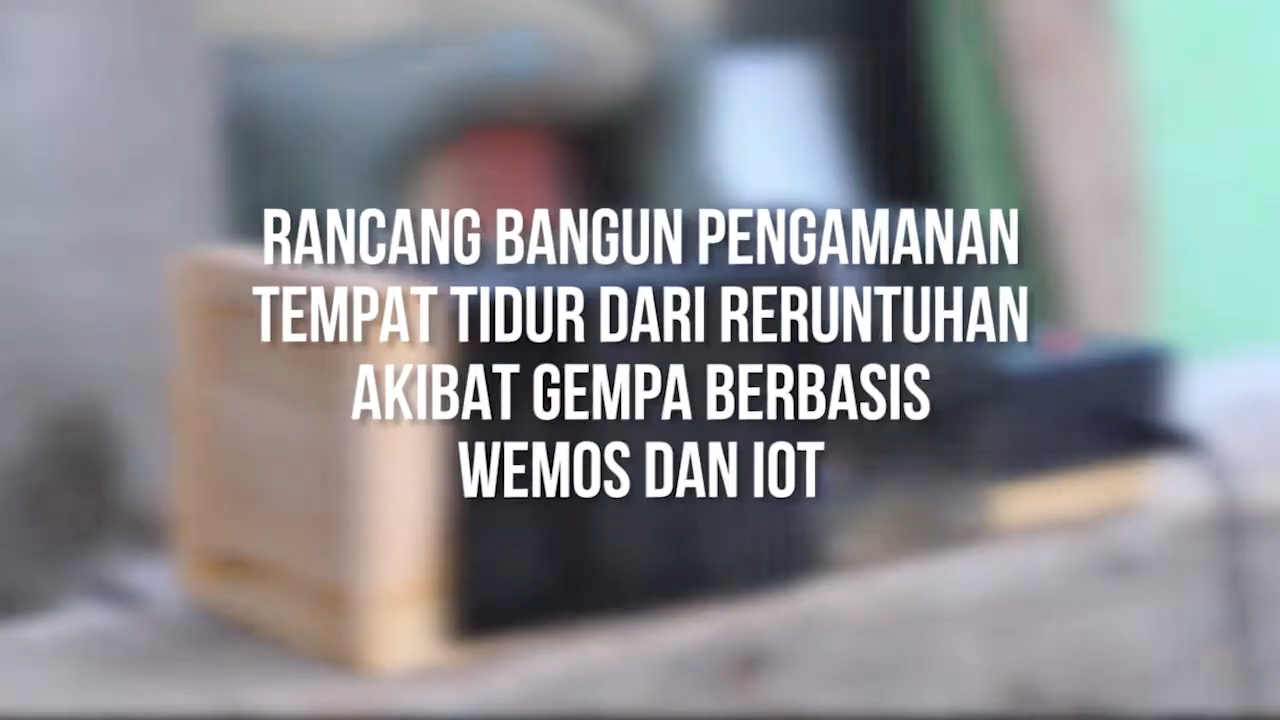 RANCANG BANGUN PENGAMANAN
TEMPAT TIDUR DARI RERUNTUHAN
AKIBAT GEMPA BERBASIS
WEMOS DAN IOT